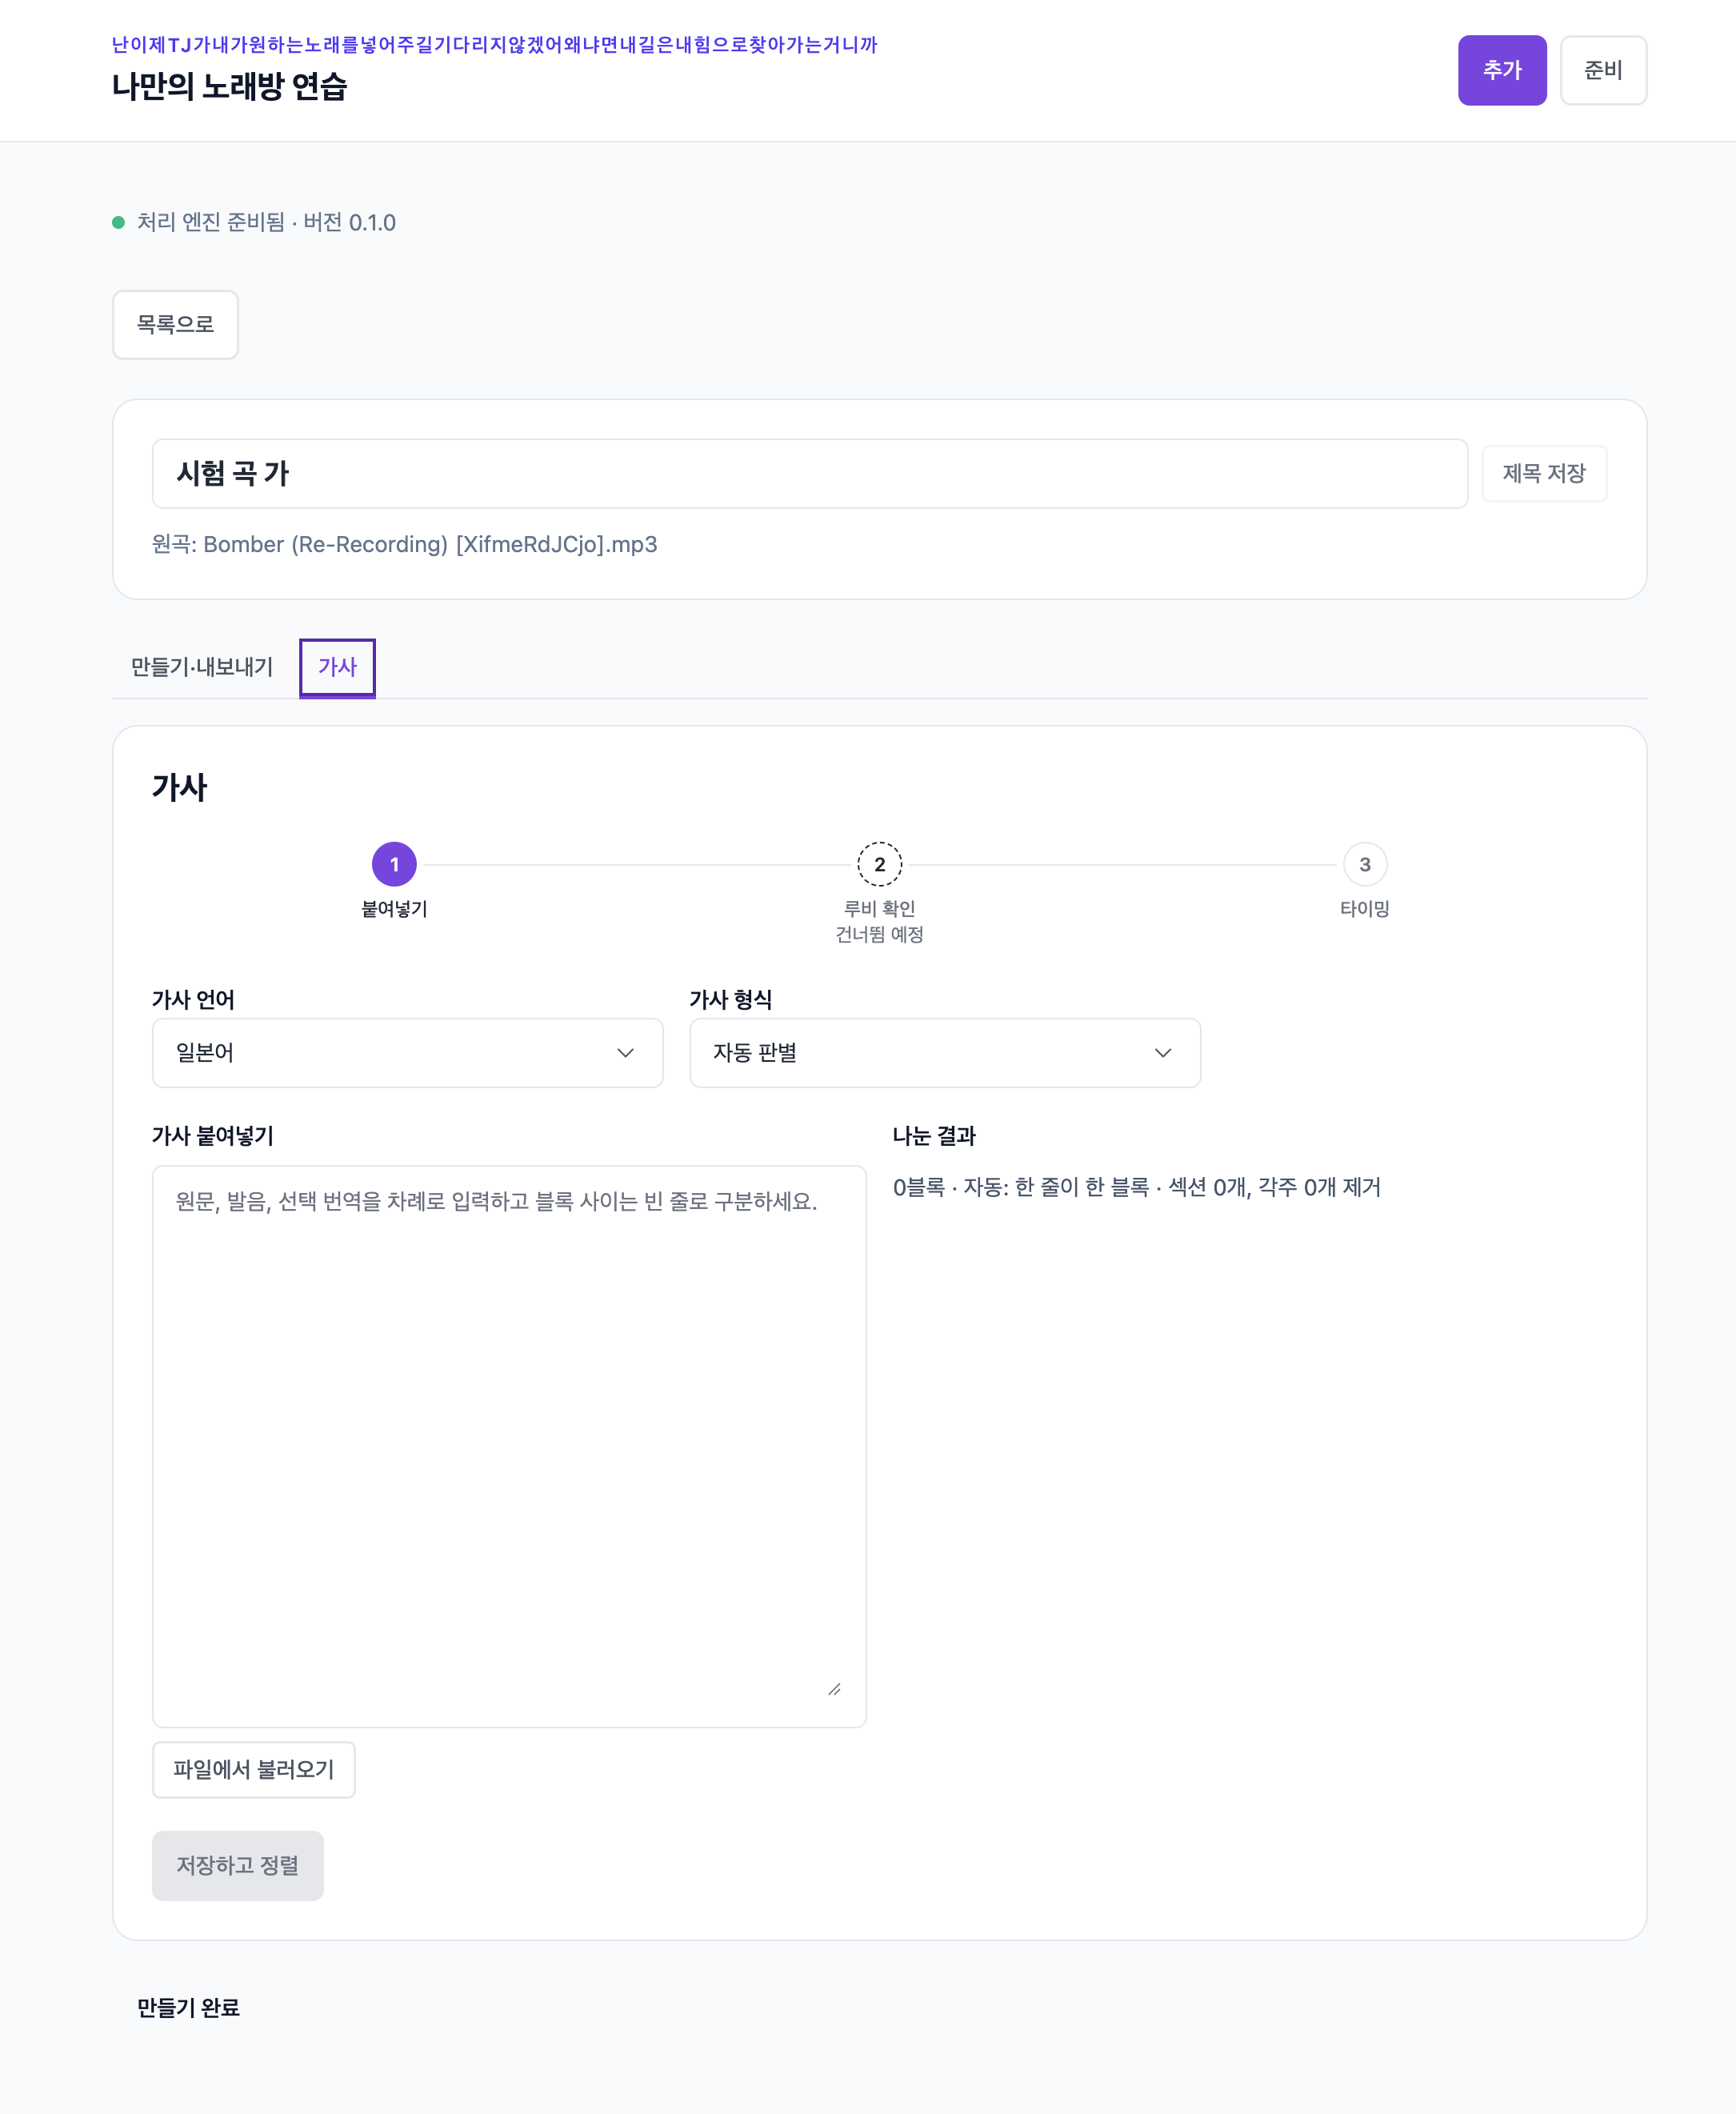 난이제TJ가내가원하는노래를넣어주길기다리지않겠어왜냐면내길은내힘으로찾아가는거니까
나만의 노래방 연습
추가
준비
처리 엔진 준비됨 · 버전 0.1.0
목록으로
시험 곡 가
제목 저장
원곡: Bomber (Re-Recording) [XifmeRdJCjo].mp3
만들기·내보내기
가사
가사
1
붙여넣기
2
루비 확인
건너뜀 예정
3
타이밍
가사 언어
일본어
가사 형식
자동 판별
가사 붙여넣기
원문, 발음, 선택 번역을 차례로 입력하고 블록 사이는 빈 줄로 구분하세요.
나눈 결과
0블록 · 자동: 한 줄이 한 블록 · 섹션 0개, 각주 0개 제거
파일에서 불러오기
저장하고 정렬
만들기 완료